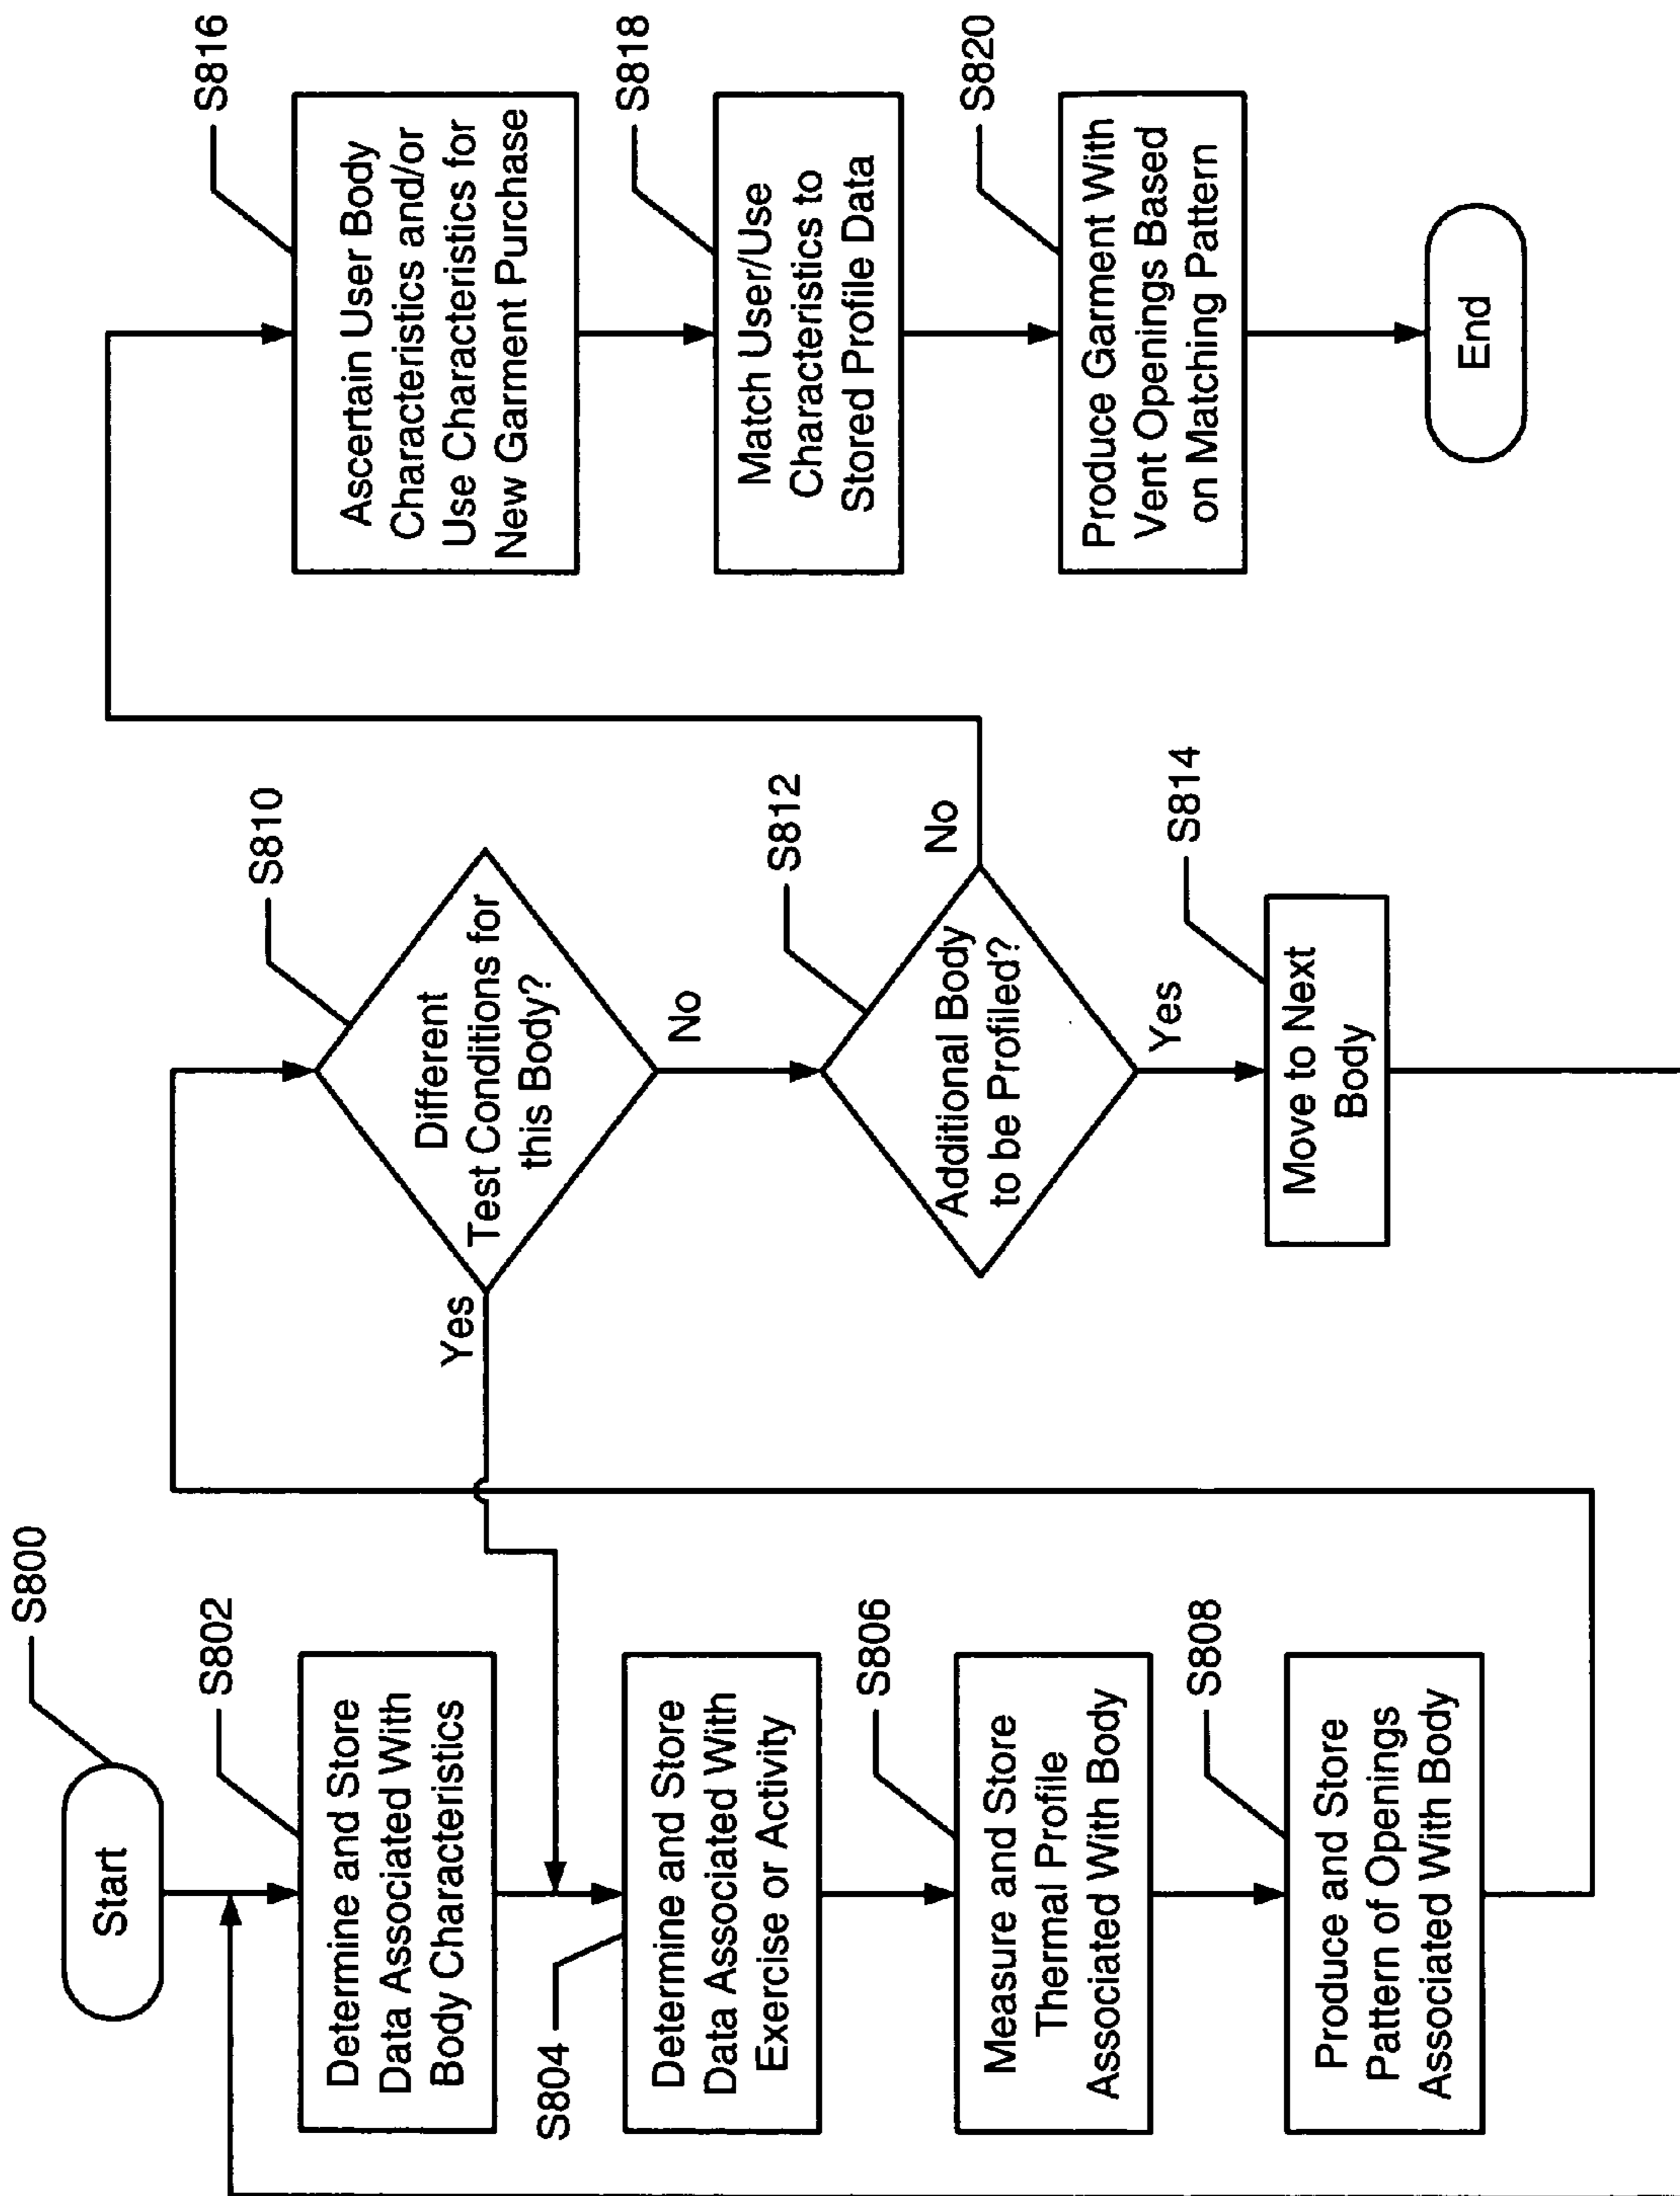 S800
Start
S802
Determine and Store
Data Associated With
Body Characteristics
S804
Determine and Store
Data Associated With
Exercise or Activity
S806
Measure and Store
Thermal Profile
Associated With Body
S808
Produce and Store
Pattern of Openings
Associated With Body
S810
Different
Test Conditions for
this Body?
Yes
No
S812
Additional Body
to be Profiled?
No
Yes
S814
Move to Next
Body
S816
Ascertain User Body
Characteristics and/or
Use Characteristics for
New Garment Purchase
S818
Match User/Use
Characteristics to
Stored Profile Data
S820
Produce Garment With
Vent Openings Based
on Matching Pattern
End